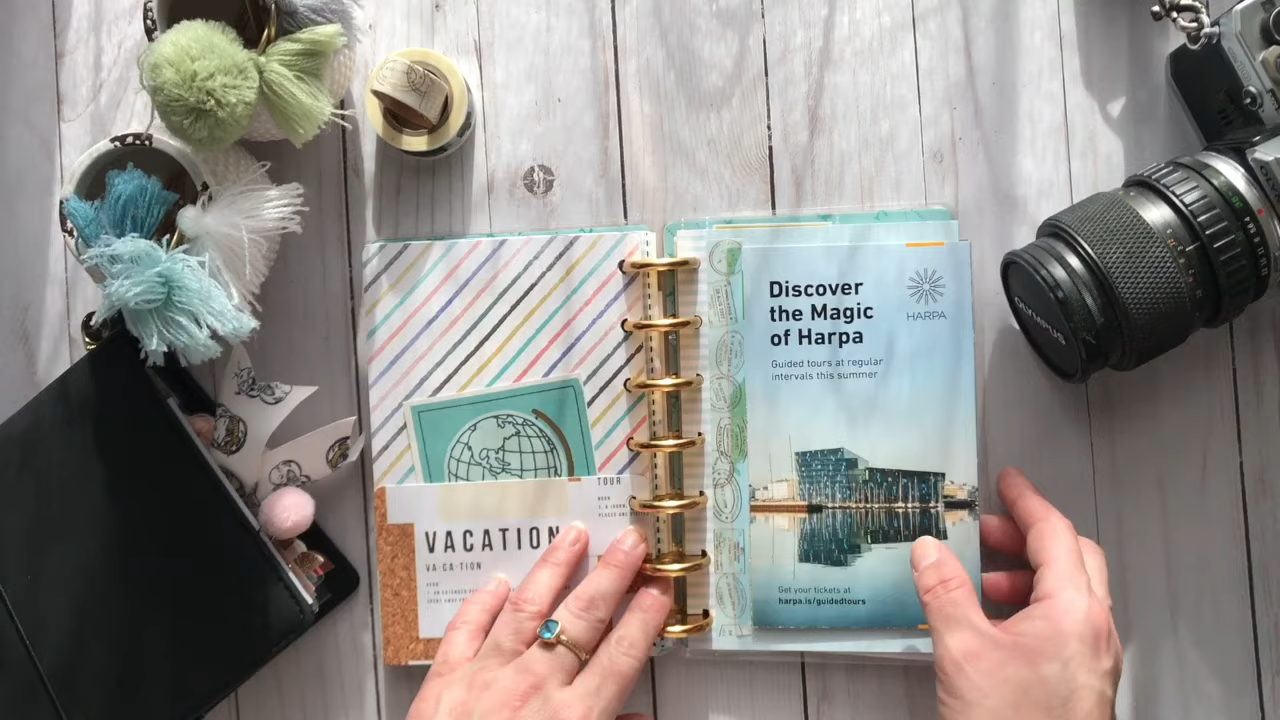 TOUR
NOUN
VACATION
VA·CA·TION
Discover
the Magic
of Harpa
HARPA
Guided tours at regular
intervals this summer
Get your tickets at
harpa.is/guidedtours
OLYMPUS